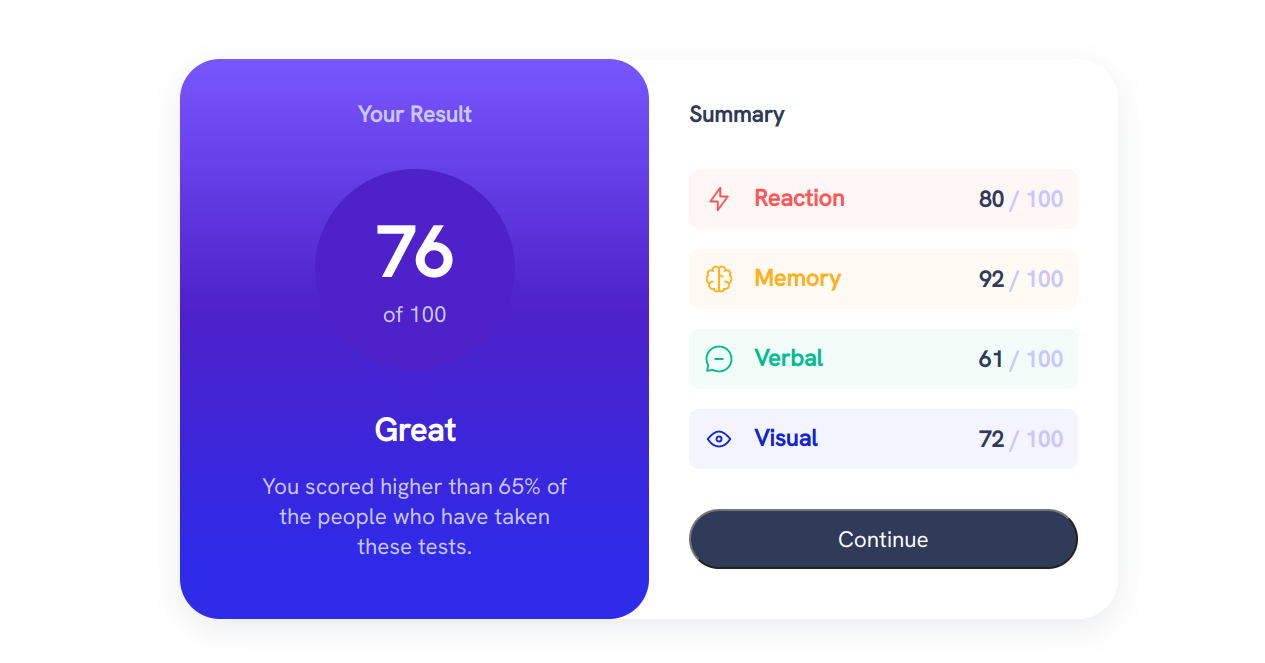 Your Result
76
of 100
Great
You scored higher than 65% of
the people who have taken
these tests.
Summary
Reaction 80 / 100
Memory 92 / 100
Verbal 61 / 100
Visual 72 / 100
Continue